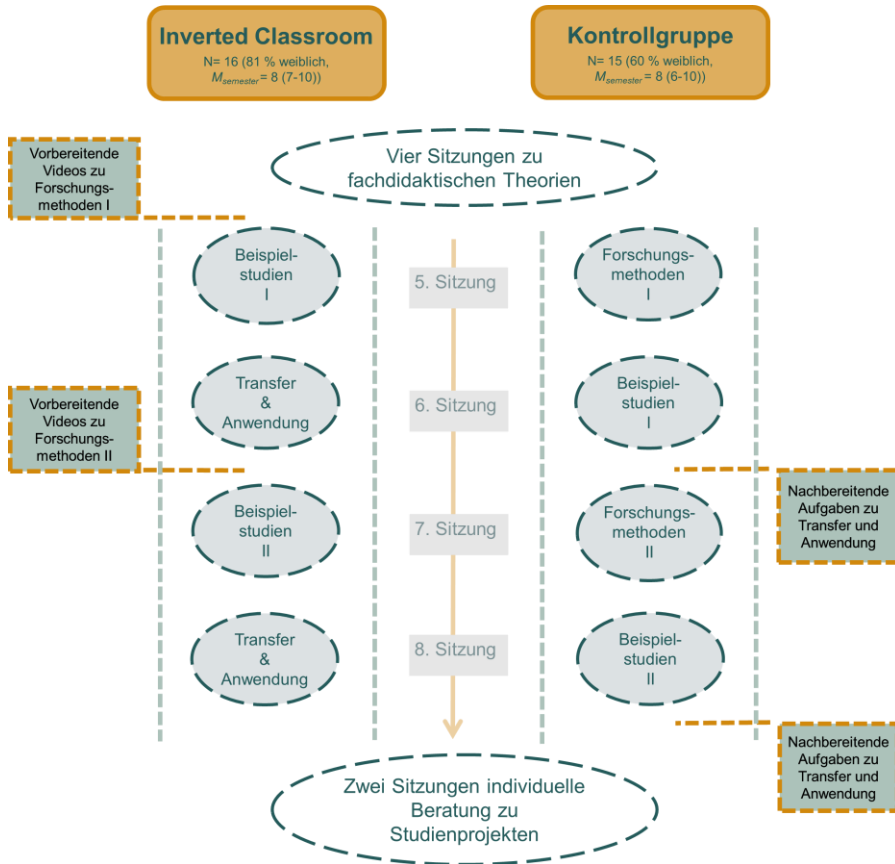 Inverted Classroom
N= 16 (81 % weiblich,
Msemester = 8 (7-10))
Kontrollgruppe
N= 15 (60 % weiblich,
Msemester = 8 (6-10))
Vorbereitende
Videos zu
Forschungs-
methoden I
Vier Sitzungen zu
fachdidaktischen Theorien
Beispiel-
studien
I
5. Sitzung
Forschungs-
methoden
I
Transfer
&
Anwendung
6. Sitzung
Beispiel-
studien
I
Vorbereitende
Videos zu
Forschungs-
methoden II
Beispiel-
studien
II
7. Sitzung
Forschungs-
methoden
II
Nachbereitende
Aufgaben zu
Transfer und
Anwendung
Transfer
&
Anwendung
8. Sitzung
Beispiel-
studien
II
Nachbereitende
Aufgaben zu
Transfer und
Anwendung
Zwei Sitzungen individuelle
Beratung zu
Studienprojekten